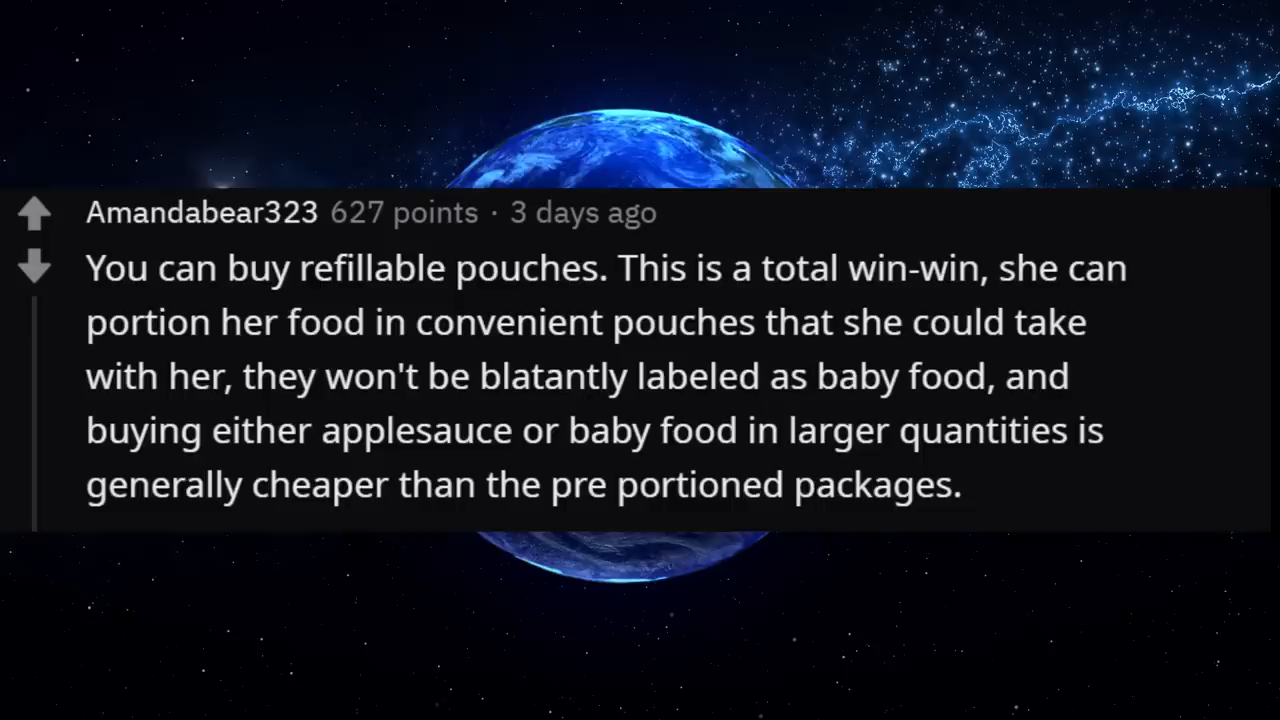 Amandabear323 627 points · 3 days ago
You can buy refillable pouches. This is a total win-win, she can
portion her food in convenient pouches that she could take
with her, they won't be blatantly labeled as baby food, and
buying either applesauce or baby food in larger quantities is
generally cheaper than the pre portioned packages.